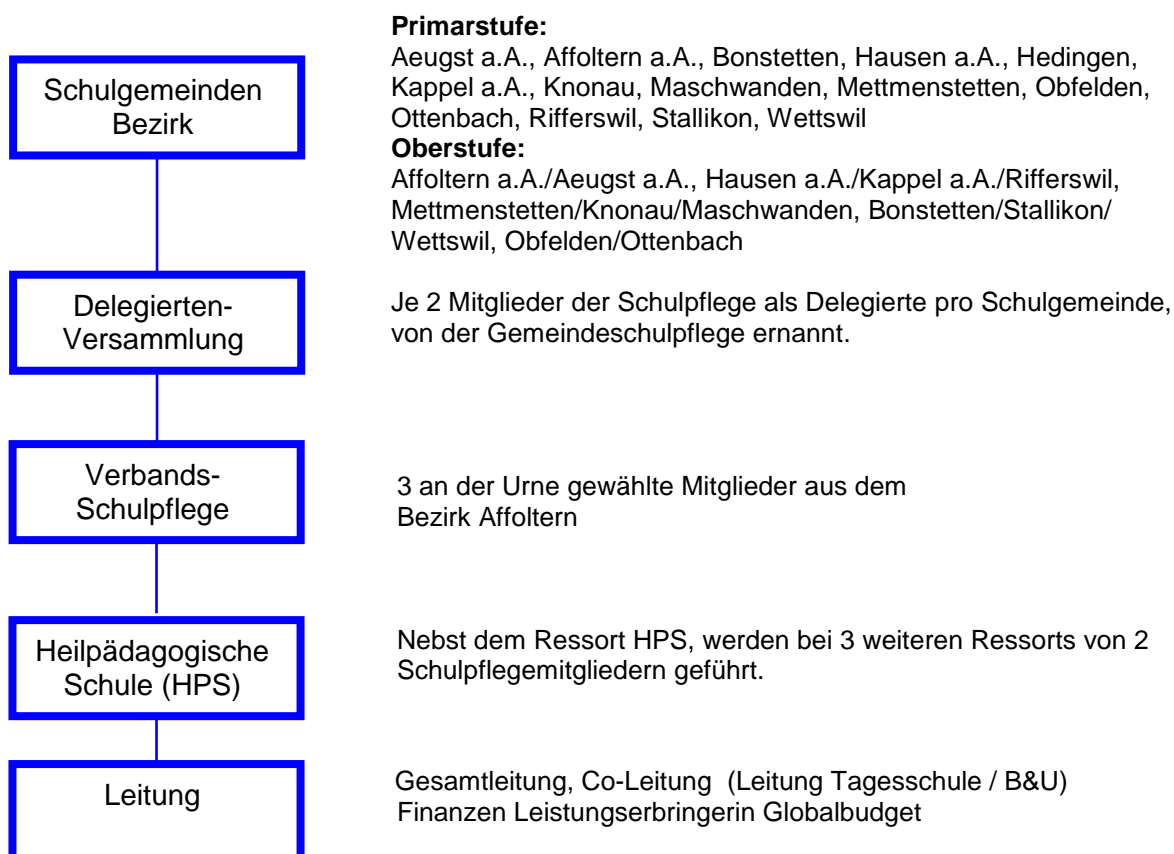 Schulgemeinden
Bezirk
Primarstufe:
Aeugst a.A., Affoltern a.A., Bonstetten, Hausen a.A., Hedingen,
Kappel a.A., Knonau, Maschwanden, Mettmenstetten, Obfelden,
Ottenbach, Rifferswil, Stallikon, Wettswil
Oberstufe:
Affoltern a.A./Aeugst a.A., Hausen a.A./Kappel a.A./Rifferswil,
Mettmenstetten/Knonau/Maschwanden, Bonstetten/Stallikon/
Wettswil, Obfelden/Ottenbach
Delegierten-
Versammlung
Je 2 Mitglieder der Schulpflege als Delegierte pro Schulgemeinde,
von der Gemeindeschulpflege ernannt.
Verbands-
Schulpflege
3 an der Urne gewählte Mitglieder aus dem
Bezirk Affoltern
Heilpädagogische
Schule (HPS)
Nebst dem Ressort HPS, werden bei 3 weiteren Ressorts von 2
Schulpflegemitgliedern geführt.
Leitung
Gesamtleitung, Co-Leitung (Leitung Tagesschule / B&U)
Finanzen Leistungserbringerin Globalbudget